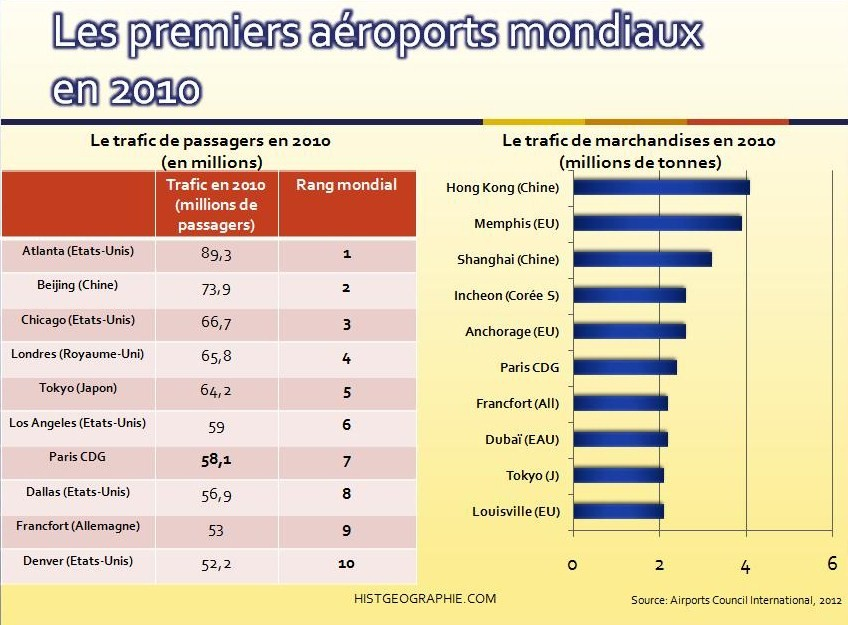 Les premiers aéroports mondiaux
en 2010
Le trafic de passagers en 2010
(en millions)
Trafic en 2010
(millions de
passagers)
Rang mondial
Atlanta (Etats-Unis) 89,3 1
Beijing (Chine) 73,9 2
Chicago (Etats-Unis) 66,7 3
Londres (Royaume-Uni) 65,8 4
Tokyo (Japon) 64,2 5
Los Angeles (Etats-Unis) 59 6
Paris CDG 58,1 7
Dallas (Etats-Unis) 56,9 8
Francfort (Allemagne) 53 9
Denver (Etats-Unis) 52,2 10
Le trafic de marchandises en 2010
(millions de tonnes)
Hong Kong (Chine)
Memphis (EU)
Shanghai (Chine)
Incheon (Corée S)
Anchorage (EU)
Paris CDG
Francfort (All)
Dubaï (EAU)
Tokyo (J)
Louisville (EU)
0 2 4 6
HISTGEOGRAPHIE.COM
Source: Airports Council International, 2012